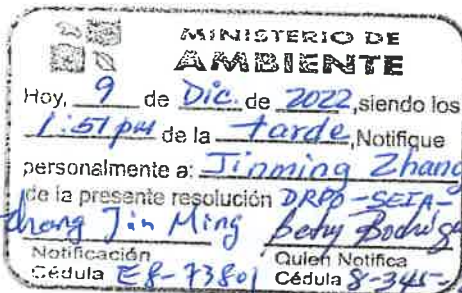 MINISTERIO DE
AMBIENTE
Hoy, 9 de Dic. de 2022, siendo los
1:51 pm de la tarde, Notifique
personalmente a: Jinming Zhang
de la presente resolución DRPO-SEIA-
Zhang Jin Ming Betsy
Notificación Quien Notifica
Cédula E8-73801 Cédula 8-345-